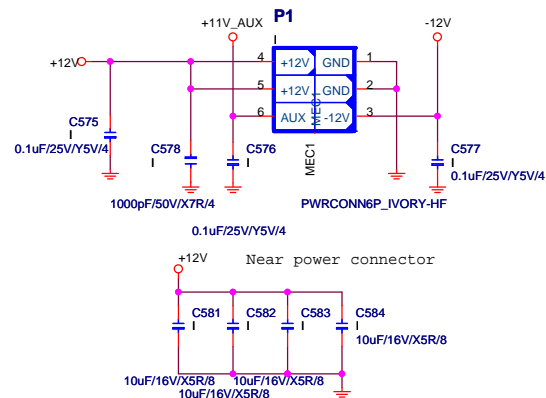 P1
+11V_AUX
-12V
+12V
4
+12V
GND
1
5
+12V
GND
2
6
AUX
-12V
3
MEC1
MEC1
C575
I
0.1uF/25V/Y5V/4
C578
I
1000pF/50V/X7R/4
C576
I
0.1uF/25V/Y5V/4
C577
I
0.1uF/25V/Y5V/4
I
PWRCONN6P_IVORY-HF
+12V
Near power connector
C581
I
C582
I
C583
I
C584
I
10uF/16V/X5R/8
10uF/16V/X5R/8
10uF/16V/X5R/8
10uF/16V/X5R/8